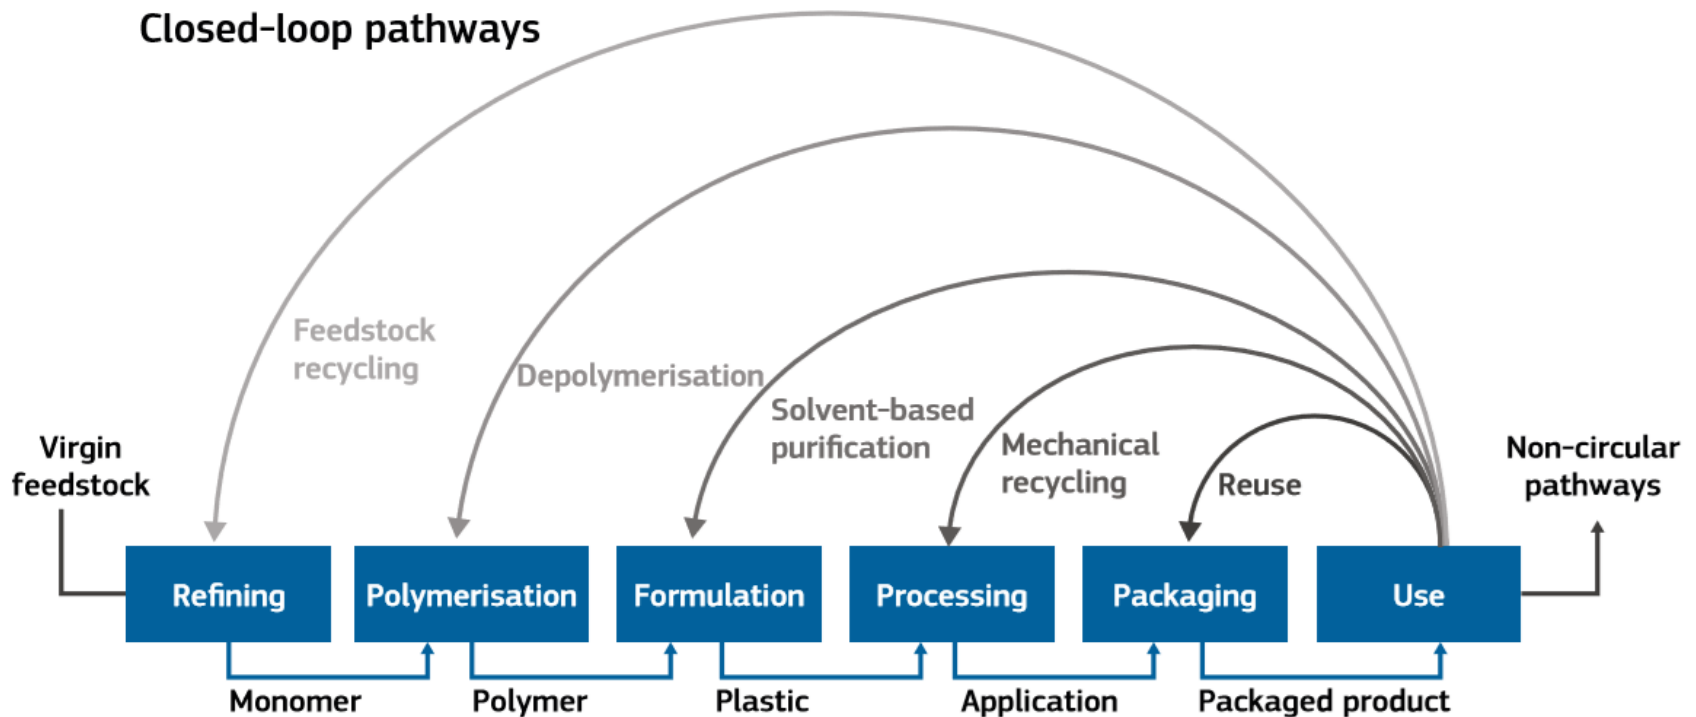 Closed-loop pathways
Feedstock
recycling
Depolymerisation
Solvent-based
purification
Mechanical
recycling
Reuse
Virgin
feedstock
Non-circular
pathways
Refining
Polymerisation
Formulation
Processing
Packaging
Use
Monomer
Polymer
Plastic
Application
Packaged product